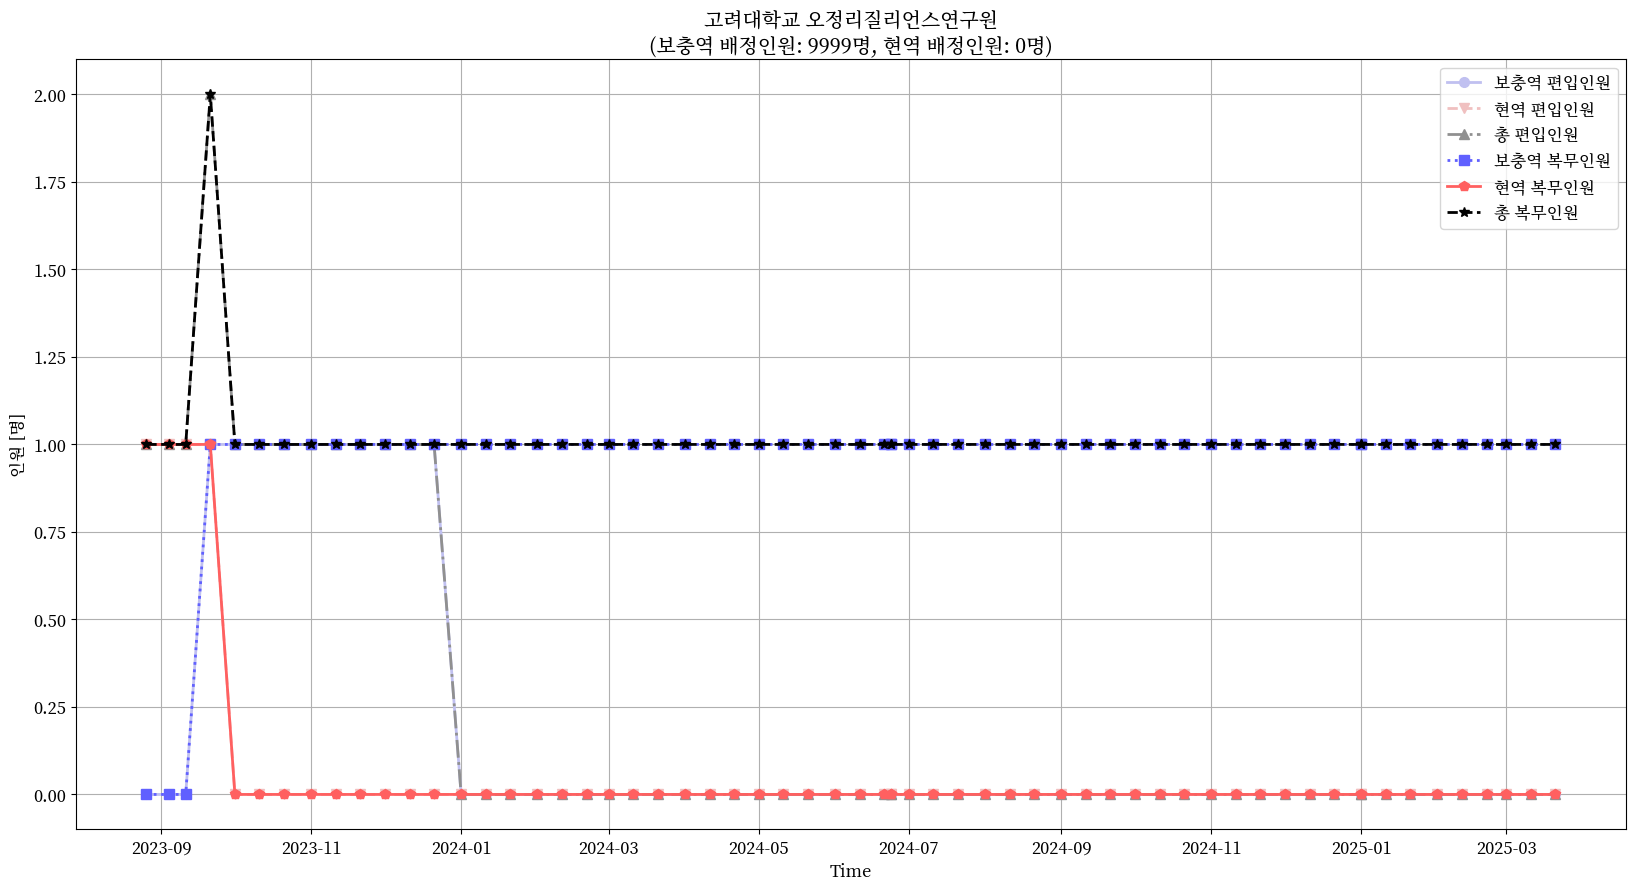 고려대학교 오정리질리언스연구원
(보충역 배정인원: 9999명, 현역 배정인원: 0명)
보충역 편입인원
현역 편입인원
총 편입인원
보충역 복무인원
현역 복무인원
총 복무인원
2.00
1.75
1.50
1.25
1.00
0.75
0.50
0.25
0.00
인원 [명]
2023-09 2023-11 2024-01 2024-03 2024-05 2024-07 2024-09 2024-11 2025-01 2025-03
Time